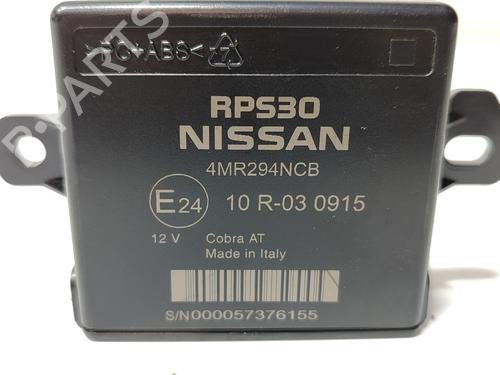 >PC+ABS<
RPS30
NISSAN
4MR294NCB
E24 10 R-03 0915
12 V Cobra AT
Made in Italy
S/N000057376155
B-PARTS